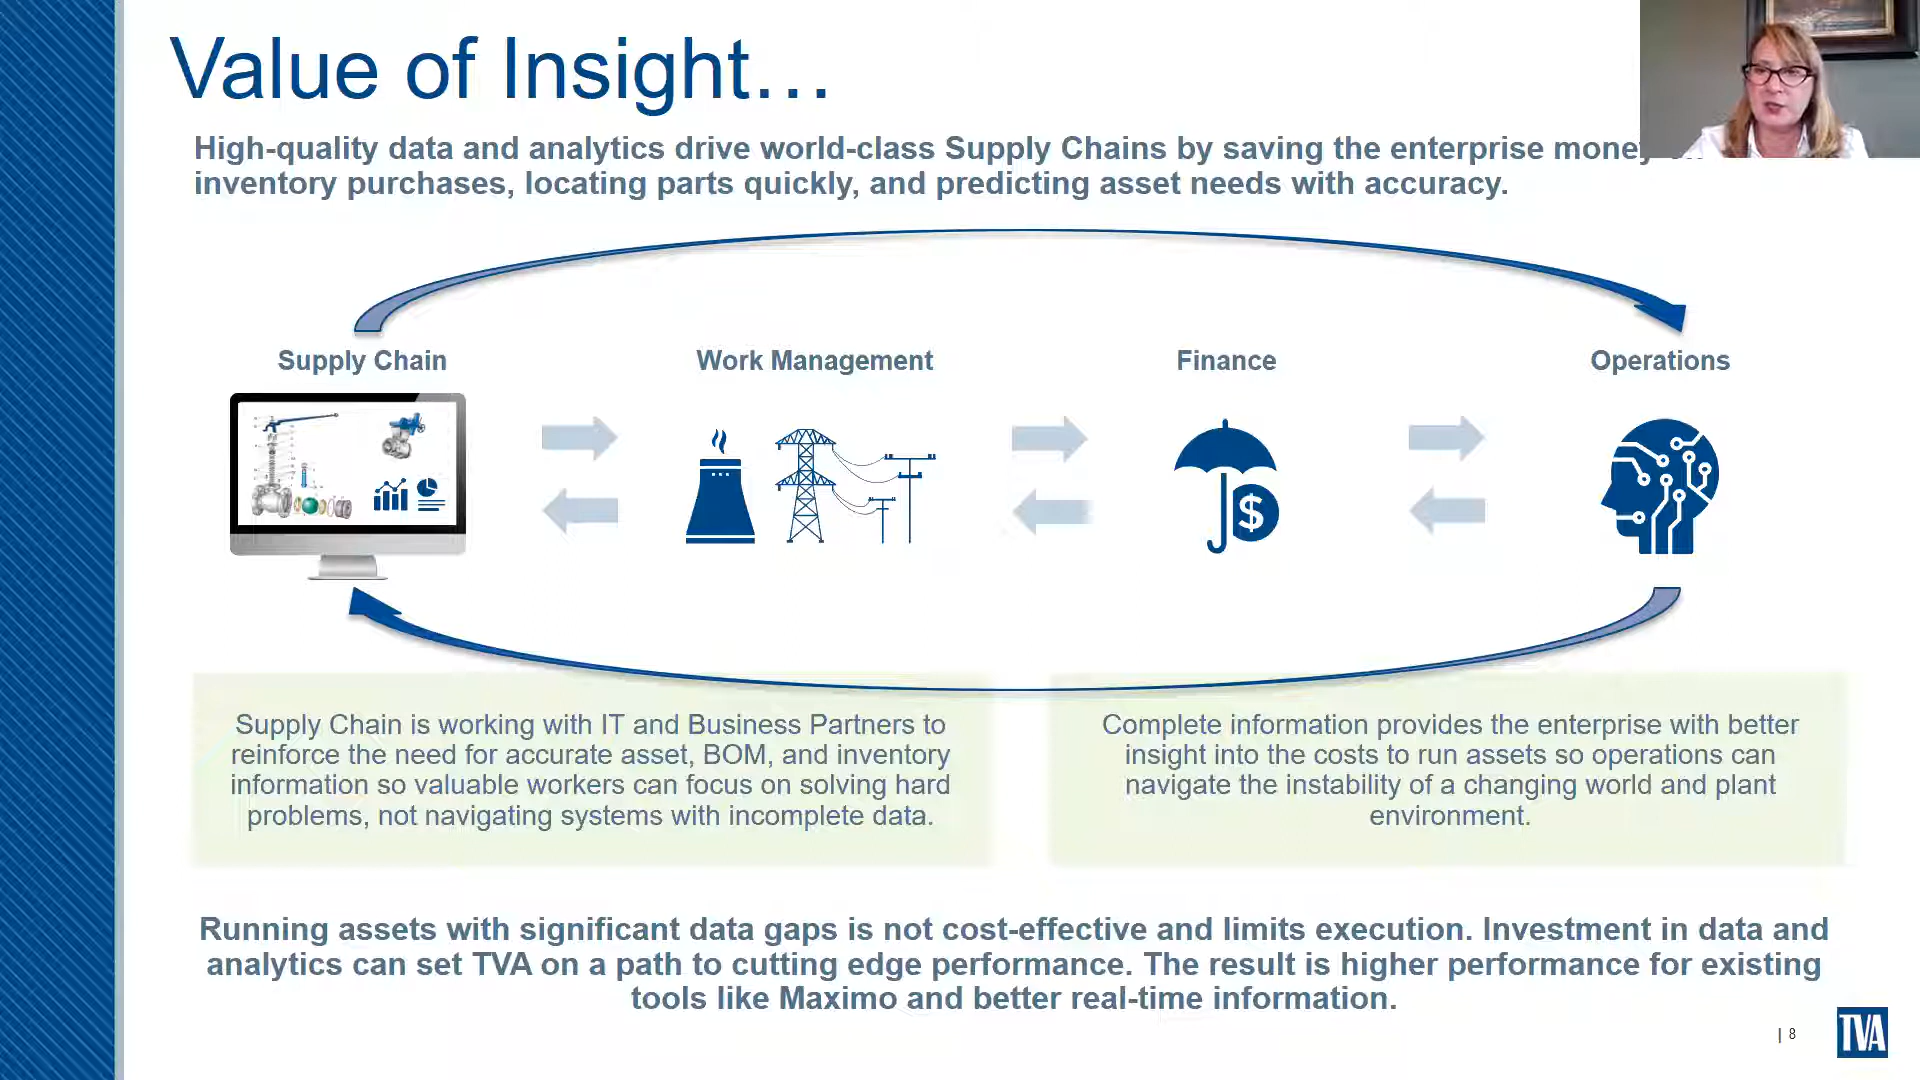 Value of Insight...
High-quality data and analytics drive world-class Supply Chains by saving the enterprise money
inventory purchases, locating parts quickly, and predicting asset needs with accuracy.
Supply Chain
Work Management
Finance
Operations
$
Supply Chain is working with IT and Business Partners to
reinforce the need for accurate asset, BOM, and inventory
information so valuable workers can focus on solving hard
problems, not navigating systems with incomplete data.
Complete information provides the enterprise with better
insight into the costs to run assets so operations can
navigate the instability of a changing world and plant
environment.
Running assets with significant data gaps is not cost-effective and limits execution. Investment in data and
analytics can set TVA on a path to cutting edge performance. The result is higher performance for existing
tools like Maximo and better real-time information.
| 8
TVA